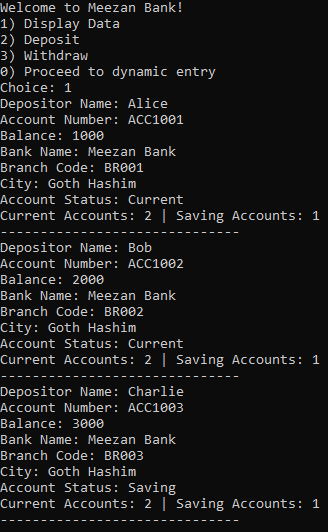 Welcome to Meezan Bank!
1) Display Data
2) Deposit
3) Withdraw
0) Proceed to dynamic entry
Choice: 1
Depositor Name: Alice
Account Number: ACC1001
Balance: 1000
Bank Name: Meezan Bank
Branch Code: BR001
City: Goth Hashim
Account Status: Current
Current Accounts: 2 | Saving Accounts: 1
------------------------------
Depositor Name: Bob
Account Number: ACC1002
Balance: 2000
Bank Name: Meezan Bank
Branch Code: BR002
City: Goth Hashim
Account Status: Current
Current Accounts: 2 | Saving Accounts: 1
------------------------------
Depositor Name: Charlie
Account Number: ACC1003
Balance: 3000
Bank Name: Meezan Bank
Branch Code: BR003
City: Goth Hashim
Account Status: Saving
Current Accounts: 2 | Saving Accounts: 1
------------------------------